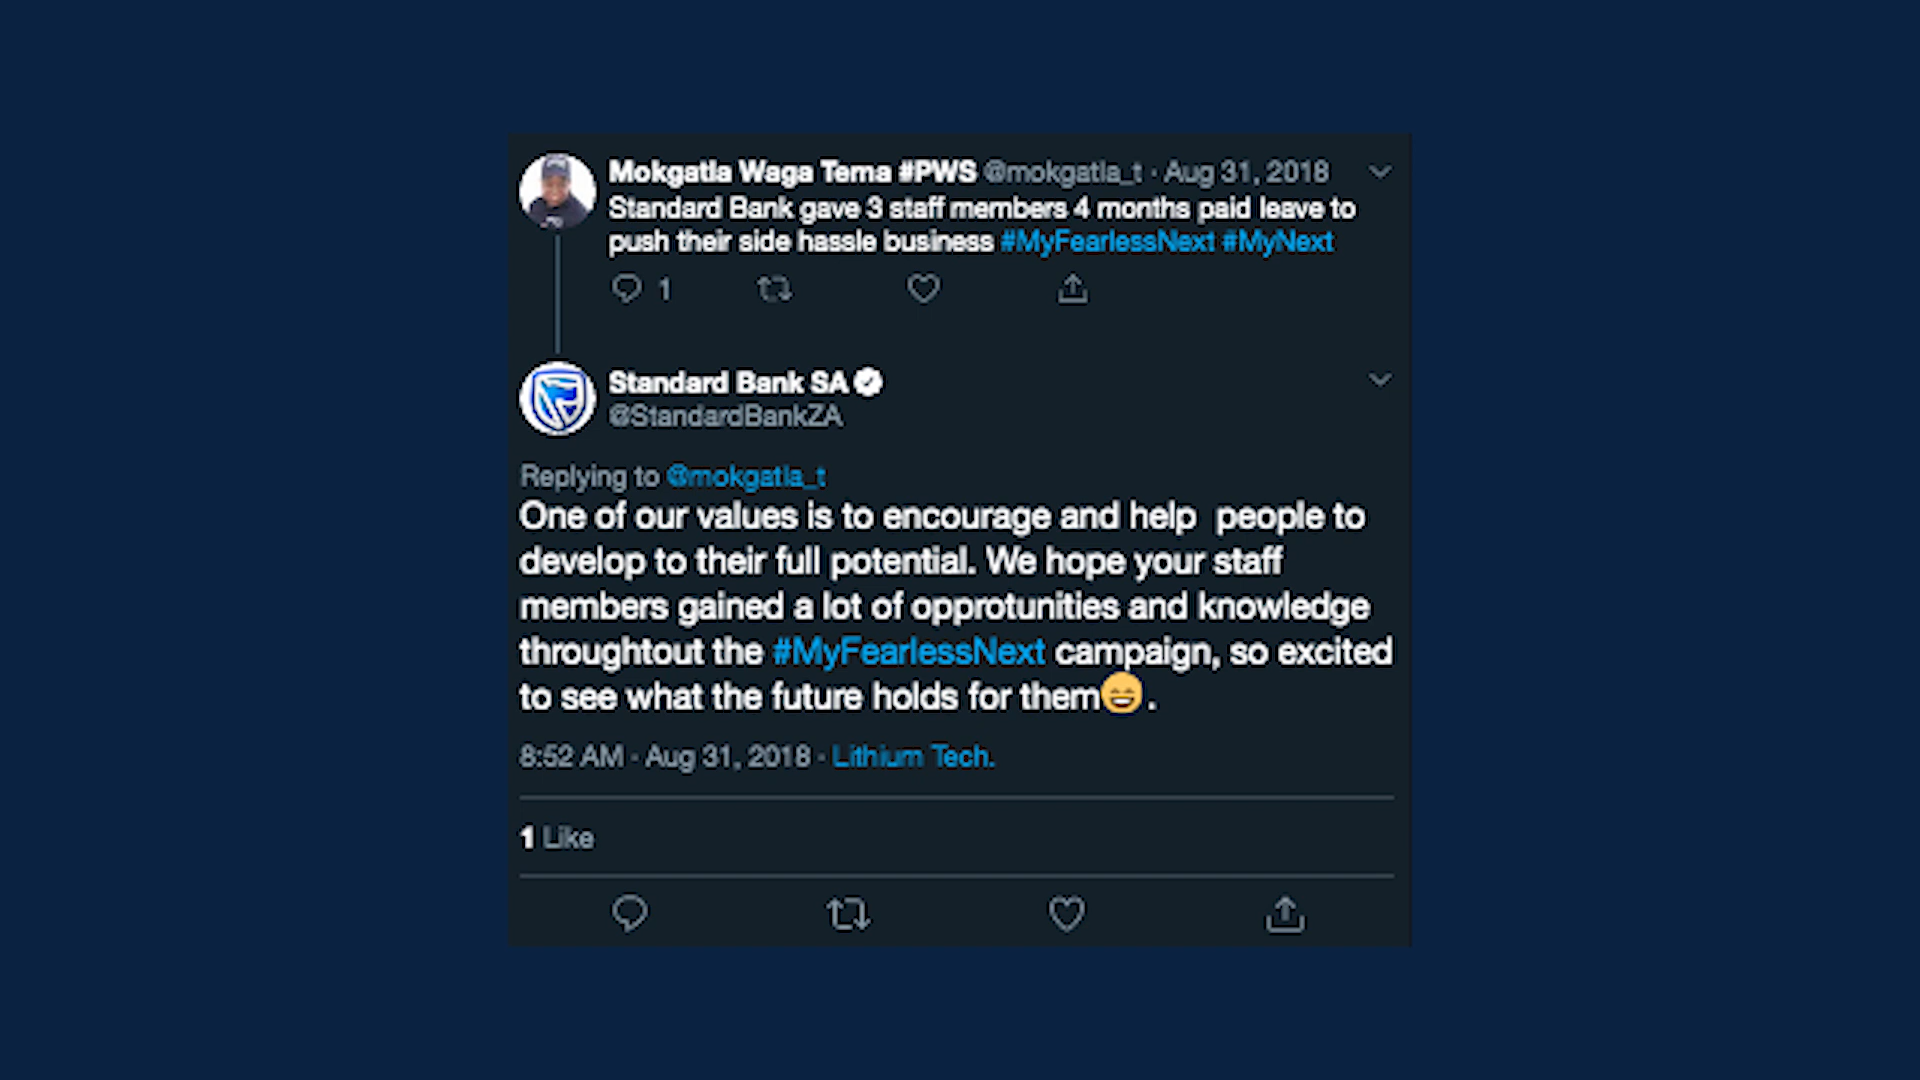 Mokgatla Waga Tema #PWS @mokgatla_t · Aug 31, 2018
Standard Bank gave 3 staff members 4 months paid leave to
push their side hassle business #MyFearlessNext #MyNext
1
Standard Bank SA
@StandardBankZA
Replying to @mokgatla_t
One of our values is to encourage and help  people to
develop to their full potential. We hope your staff
members gained a lot of opprotunities and knowledge
throughtout the #MyFearlessNext campaign, so excited
to see what the future holds for them😄.
8:52 AM · Aug 31, 2018 · Lithium Tech.
1 Like